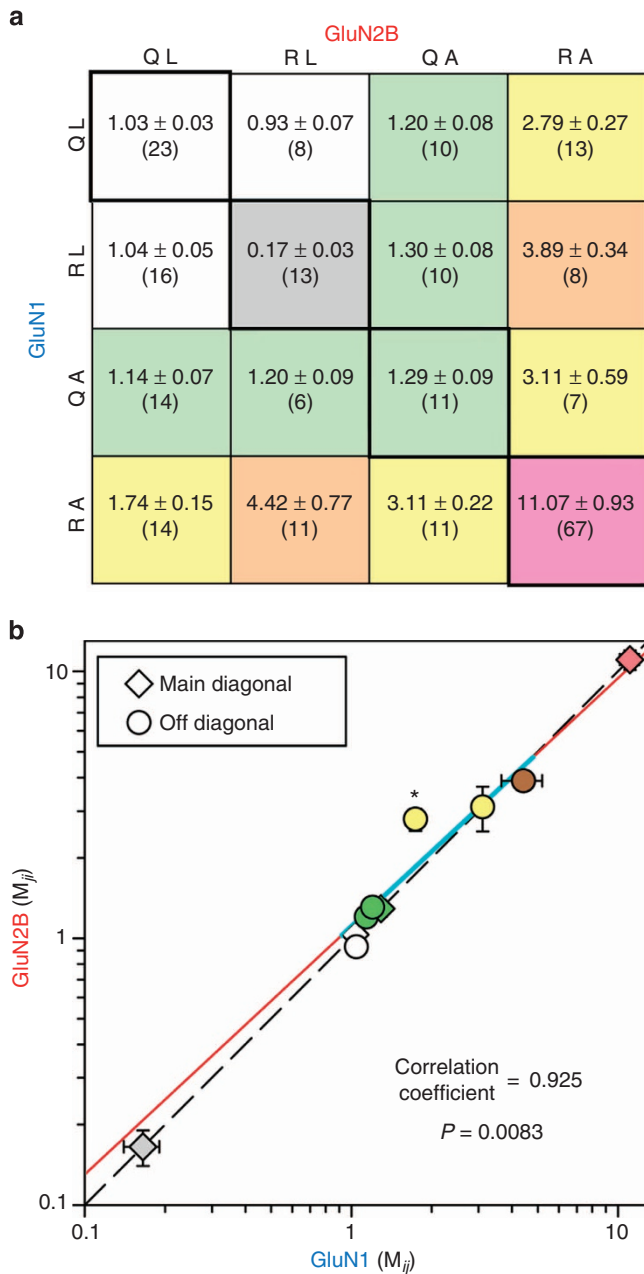 a
GluN2B
Q L R L Q A R A
GluN1
Q L
1.03 ± 0.03 0.93 ± 0.07 1.20 ± 0.08 2.79 ± 0.27
(23) (8) (10) (13)
R L
1.04 ± 0.05 0.17 ± 0.03 1.30 ± 0.08 3.89 ± 0.34
(16) (13) (10) (8)
Q A
1.14 ± 0.07 1.20 ± 0.09 1.29 ± 0.09 3.11 ± 0.59
(14) (6) (11) (7)
R A
1.74 ± 0.15 4.42 ± 0.77 3.11 ± 0.22 11.07 ± 0.93
(14) (11) (11) (67)
b
10
Main diagonal
Off diagonal
*
GluN2B (Mji)
1
Correlation
coefficient = 0.925
P = 0.0083
0.1
0.1 1 10
GluN1 (Mij)